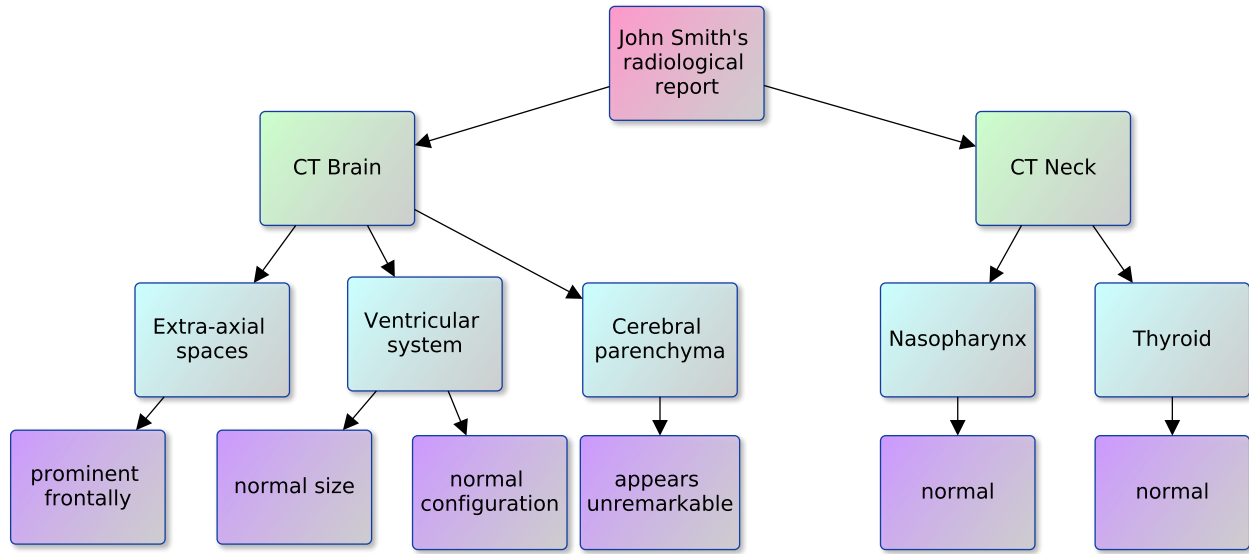 John Smith's
radiological
report
CT Brain
CT Neck
Extra-axial
spaces
Ventricular
system
Cerebral
parenchyma
Nasopharynx
Thyroid
prominent
frontally
normal size
normal
configuration
appears
unremarkable
normal
normal